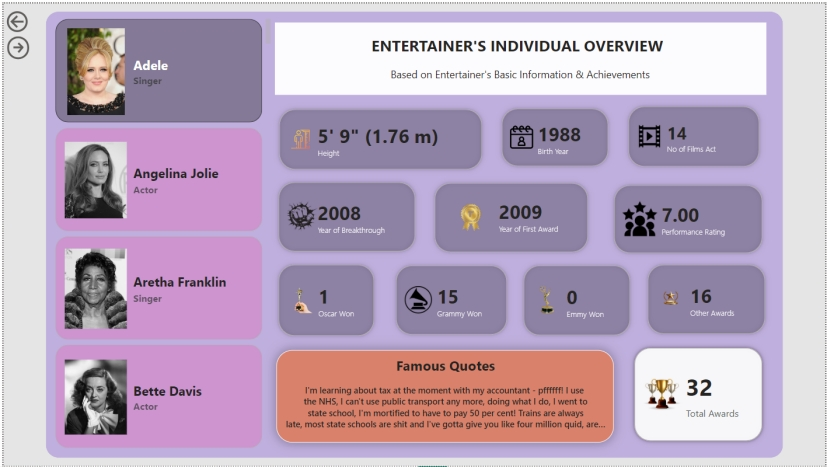 Adele
Singer
Angelina Jolie
Actor
Aretha Franklin
Singer
Bette Davis
Actor
ENTERTAINER'S INDIVIDUAL OVERVIEW
Based on Entertainer's Basic Information & Achievements
5' 9" (1.76 m)
Height
1988
Birth Year
14
No of Films Act
2008
Year of Breakthrough
2009
Year of First Award
7.00
Performance Rating
1
Oscar Won
15
Grammy Won
0
Emmy Won
16
Other Awards
Famous Quotes
I'm learning about tax at the moment with my accountant - pffffff! I use
the NHS, I can't use public transport any more, doing what I do, I went to
state school, I'm mortified to have to pay 50 per cent! Trains are always
late, most state schools are shit and I've gotta give you like four million quid, are...
32
Total Awards